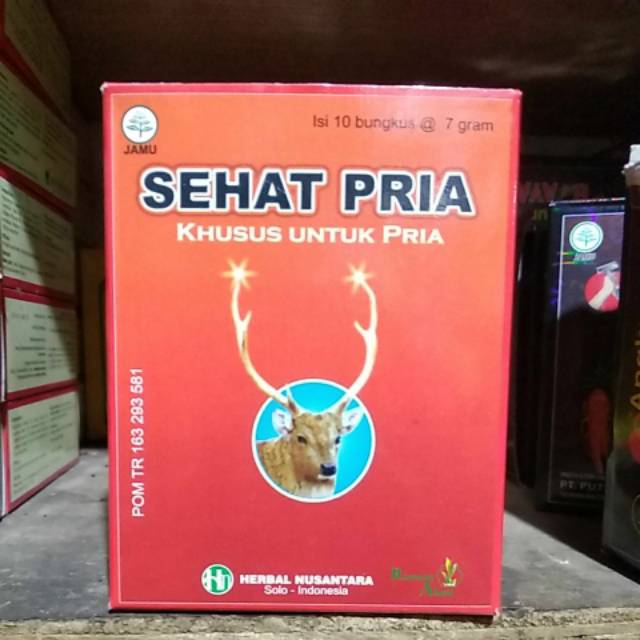 Isi 10 bungkus @ 7 gram
JAMU
SEHAT PRIA
KHUSUS UNTUK PRIA
POM TR 163 293 581
HERBAL NUSANTARA
Solo - Indonesia